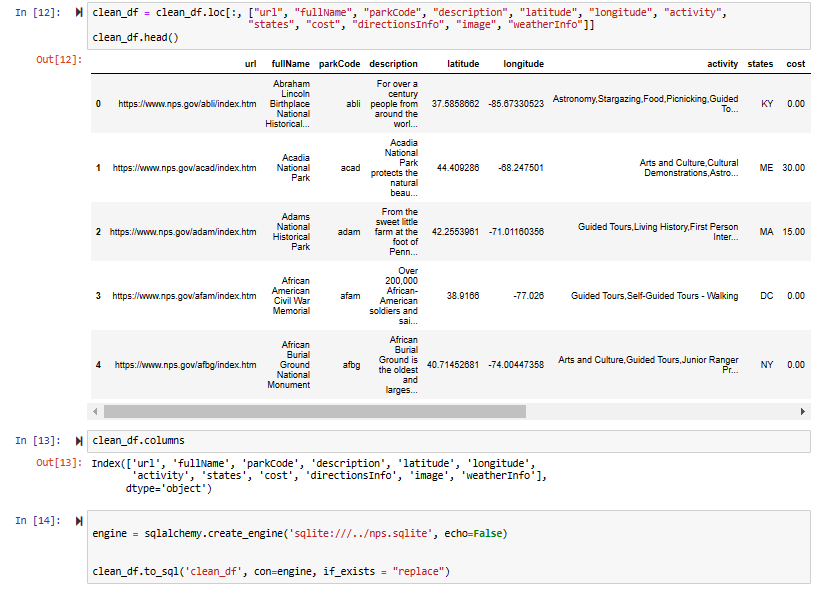 In [12]: clean_df = clean_df.loc[:, ["url", "fullName", "parkCode", "description", "latitude", "longitude", "activity",
"states", "cost", "directionsInfo", "image", "weatherInfo"]]
clean_df.head()
Out[12]:
url fullName parkCode description latitude longitude activity states cost
0 https://www.nps.gov/abli/index.htm Abraham Lincoln Birthplace National Historical... abli For over a century people from around the worl... 37.5858662 -85.67330523 Astronomy,Stargazing,Food,Picnicking,Guided To... KY 0.00
1 https://www.nps.gov/acad/index.htm Acadia National Park acad Acadia National Park protects the natural beau... 44.409286 -68.247501 Arts and Culture,Cultural Demonstrations,Astro... ME 30.00
2 https://www.nps.gov/adam/index.htm Adams National Historical Park adam From the sweet little farm at the foot of Penn... 42.2553961 -71.01160356 Guided Tours,Living History,First Person Inter... MA 15.00
3 https://www.nps.gov/afam/index.htm African American Civil War Memorial afam Over 200,000 African-American soldiers and sai... 38.9166 -77.026 Guided Tours,Self-Guided Tours - Walking DC 0.00
4 https://www.nps.gov/afbg/index.htm African Burial Ground National Monument afbg African Burial Ground is the oldest and larges... 40.71452681 -74.00447358 Arts and Culture,Guided Tours,Junior Ranger Pr... NY 0.00
In [13]: clean_df.columns
Out[13]: Index(['url', 'fullName', 'parkCode', 'description', 'latitude', 'longitude',
'activity', 'states', 'cost', 'directionsInfo', 'image', 'weatherInfo'],
dtype='object')
In [14]:
engine = sqlalchemy.create_engine('sqlite:///../nps.sqlite', echo=False)
clean_df.to_sql('clean_df', con=engine, if_exists = "replace")